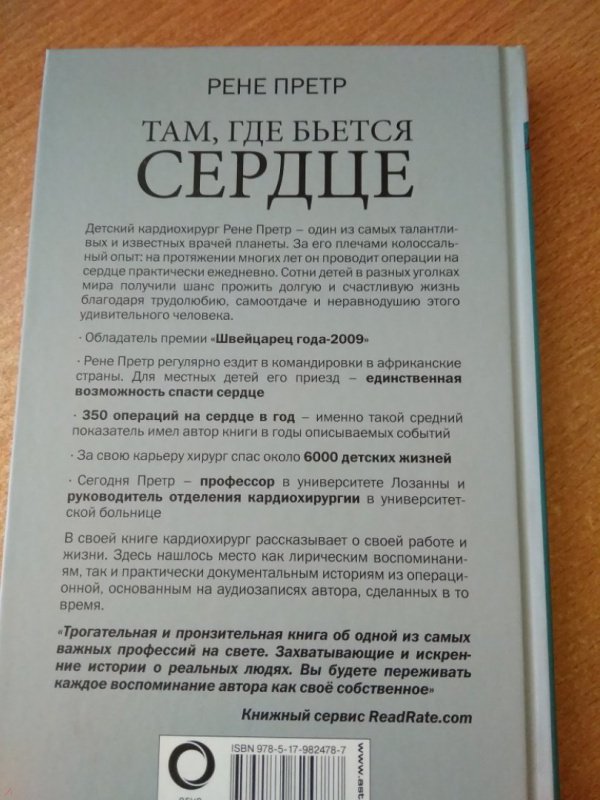 РЕНЕ ПРЕТР
ТАМ, ГДЕ БЬЕТСЯ
СЕРДЦЕ
Детский кардиохирург Рене Претр – один из самых талантли-
вых и известных врачей планеты. За его плечами колоссаль-
ный опыт: на протяжении многих лет он проводит операции на
сердце практически ежедневно. Сотни детей в разных уголках
мира получили шанс прожить долгую и счастливую жизнь
благодаря трудолюбию, самоотдаче и неравнодушию этого
удивительного человека.
· Обладатель премии «Швейцарец года-2009»
· Рене Претр регулярно ездит в командировки в африканские
страны. Для местных детей его приезд – единственная
возможность спасти сердце
· 350 операций на сердце в год – именно такой средний
показатель имел автор книги в годы описываемых событий
· За свою карьеру хирург спас около 6000 детских жизней
· Сегодня Претр – профессор в университете Лозанны и
руководитель отделения кардиохирургии в университет-
ской больнице
В своей книге кардиохирург рассказывает о своей работе и
жизни. Здесь нашлось место как лирическим воспоминани-
ям, так и практически документальным историям из операци-
онной, основанным на аудиозаписях автора, сделанных в то
время.
«Трогательная и пронзительная книга об одной из самых
важных профессий на свете. Захватывающие и искрен-
ние истории о реальных людях. Вы будете переживать
каждое воспоминание автора как своё собственное»
Книжный сервис ReadRate.com
ISBN 978-5-17-982478-7
www.ast